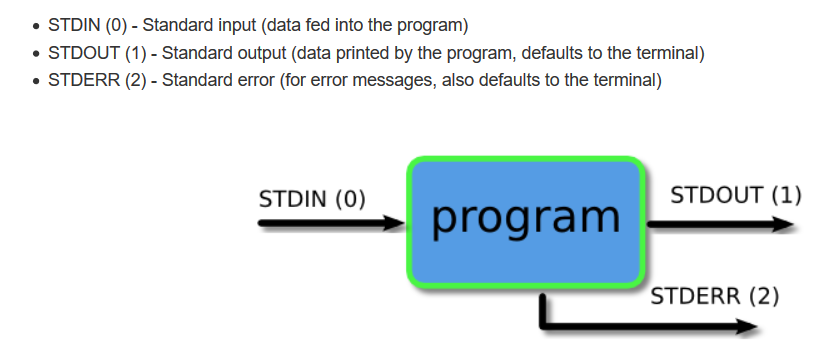 STDIN (0) - Standard input (data fed into the program)
STDOUT (1) - Standard output (data printed by the program, defaults to the terminal)
STDERR (2) - Standard error (for error messages, also defaults to the terminal)
STDIN (0)
program
STDOUT (1)
STDERR (2)